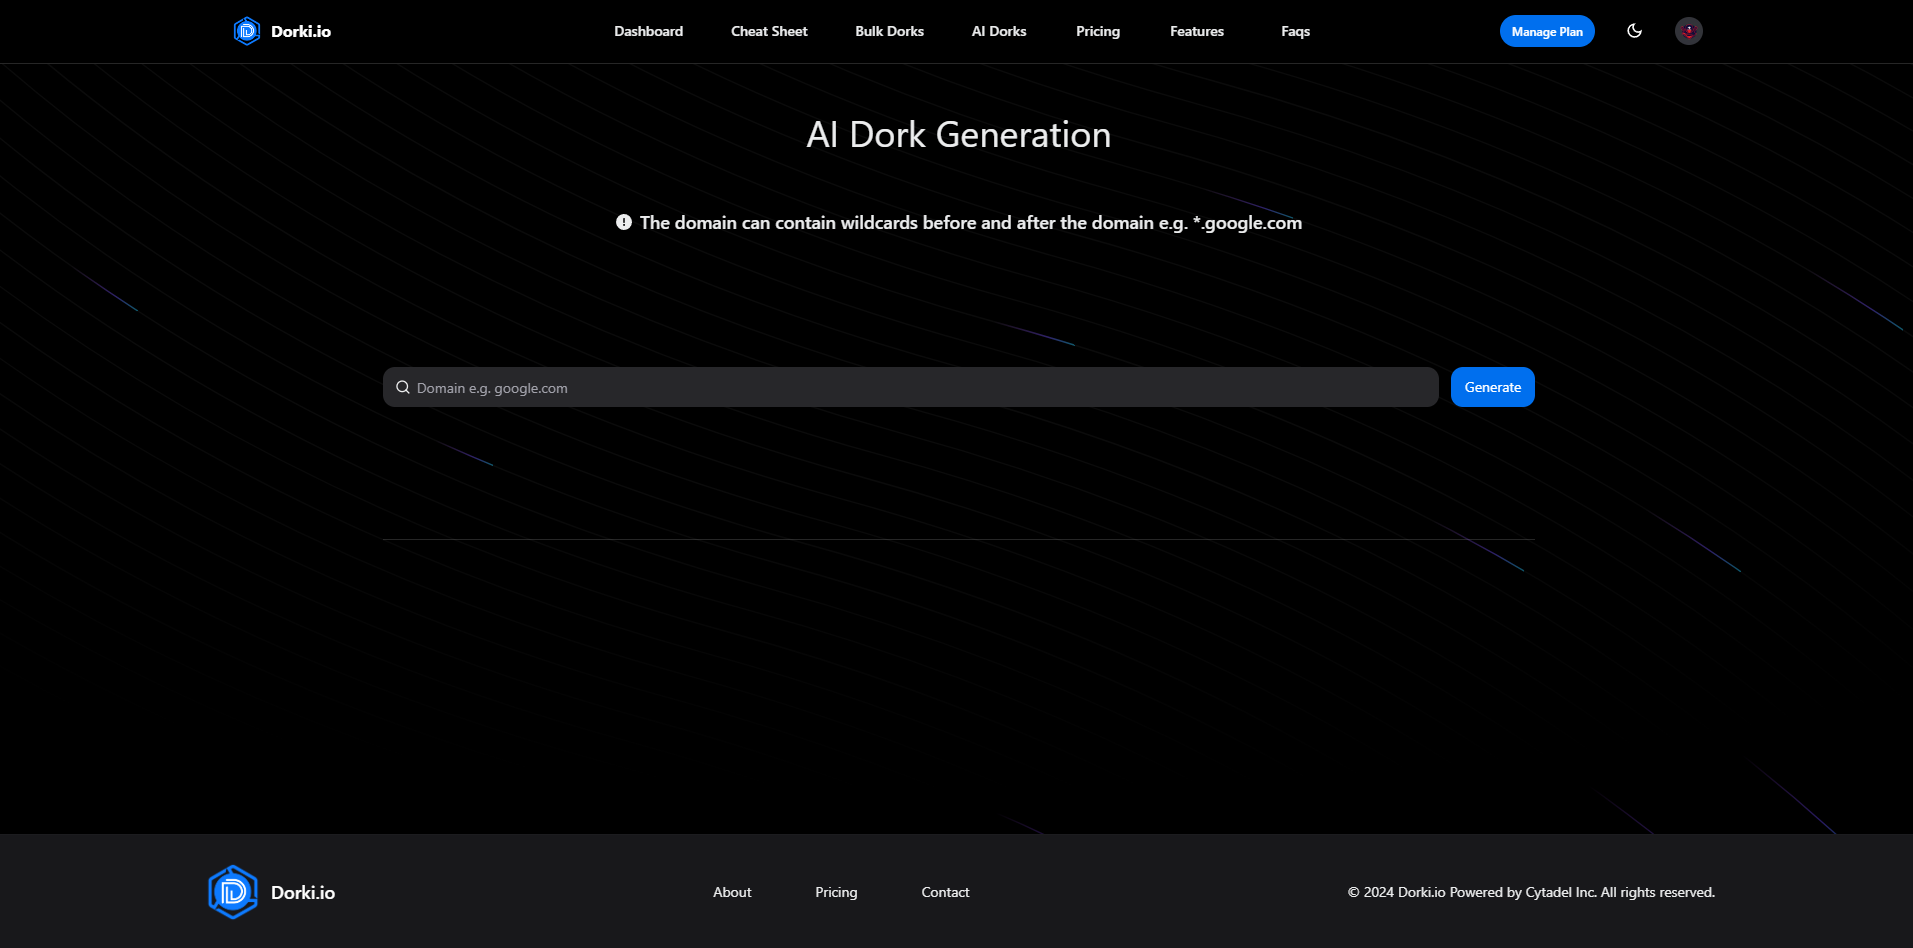 Dorki.io
Dashboard
Cheat Sheet
Bulk Dorks
AI Dorks
Pricing
Features
Faqs
Manage Plan
AI Dork Generation
The domain can contain wildcards before and after the domain e.g. *.google.com
Domain e.g. google.com
Generate
Dorki.io
About
Pricing
Contact
© 2024 Dorki.io Powered by Cytadel Inc. All rights reserved.